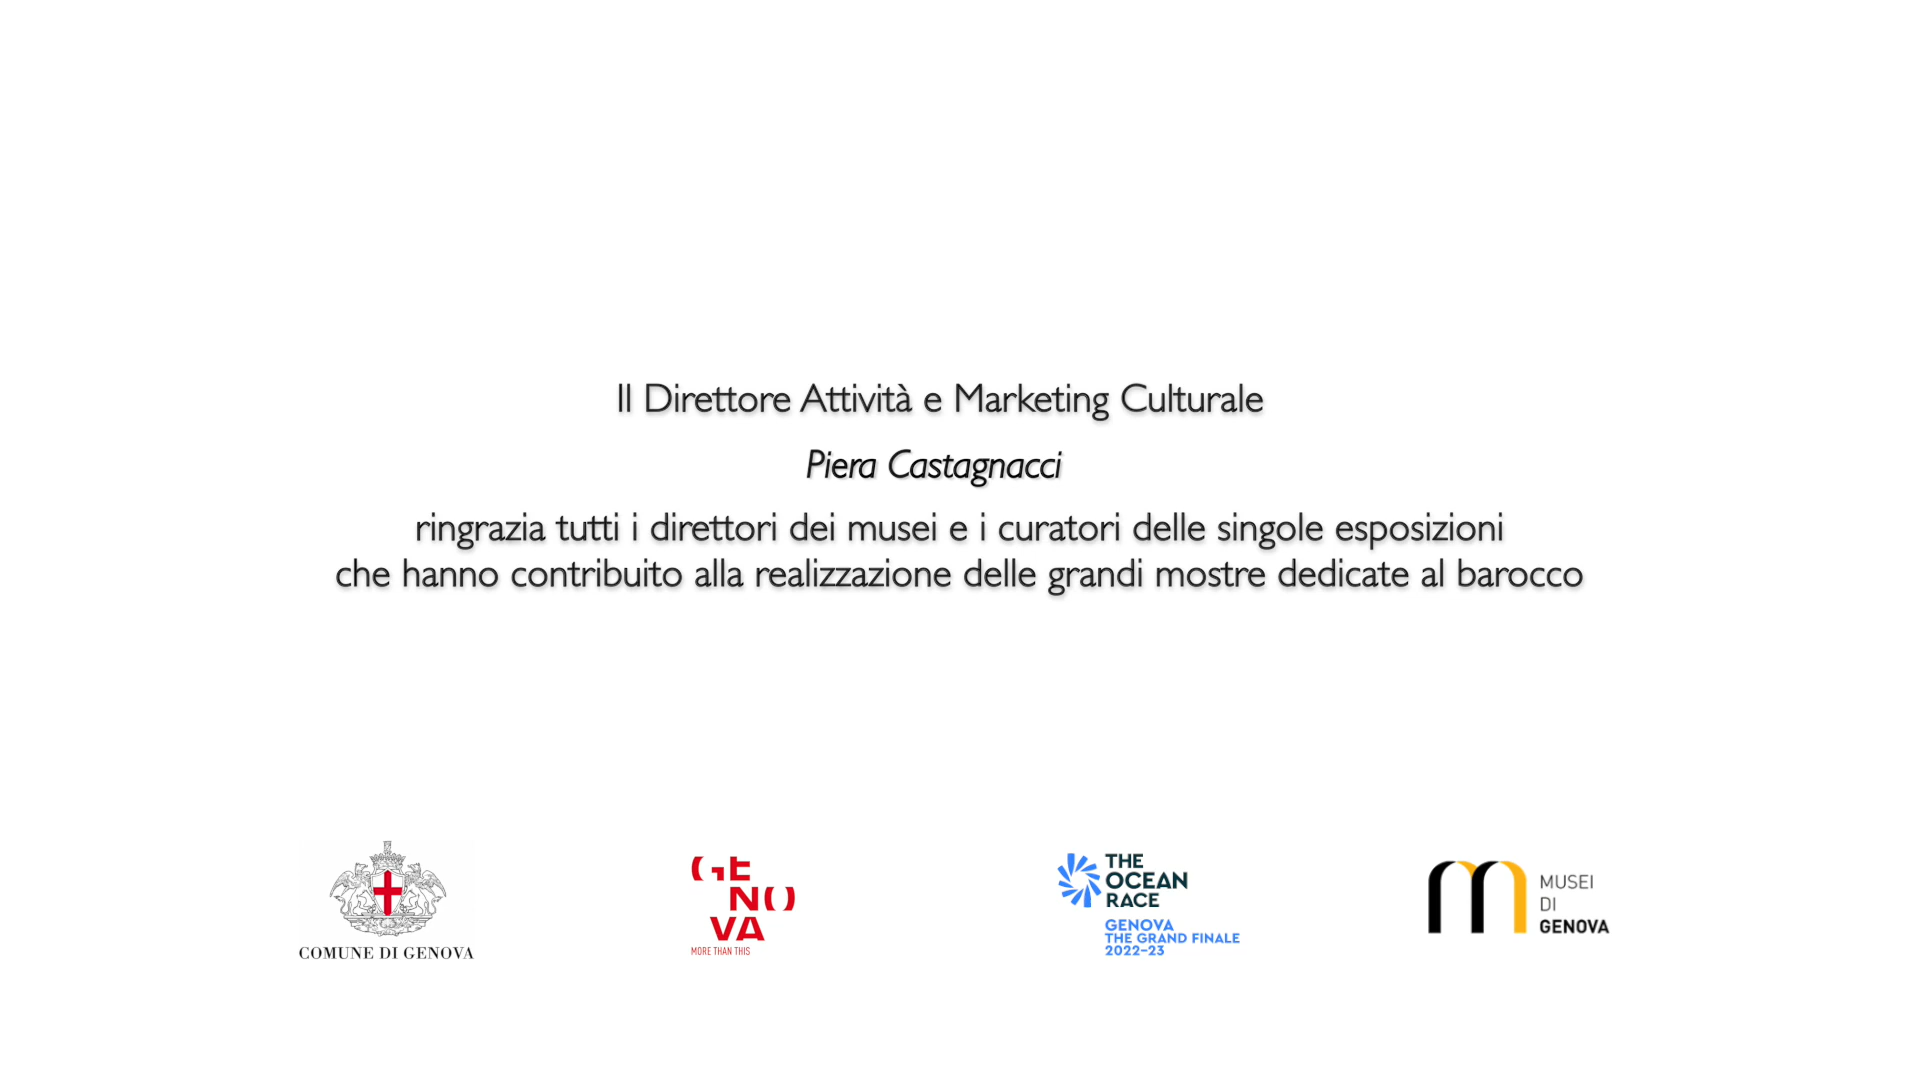 Il Direttore Attività e Marketing Culturale
Piera Castagnacci
ringrazia tutti i direttori dei musei e i curatori delle singole esposizioni
che hanno contribuito alla realizzazione delle grandi mostre dedicate al barocco
COMUNE DI GENOVA
GE
NO
VA
MORE THAN THIS
THE
OCEAN
RACE
GENOVA
THE GRAND FINALE
2022-23
MUSEI
DI
GENOVA